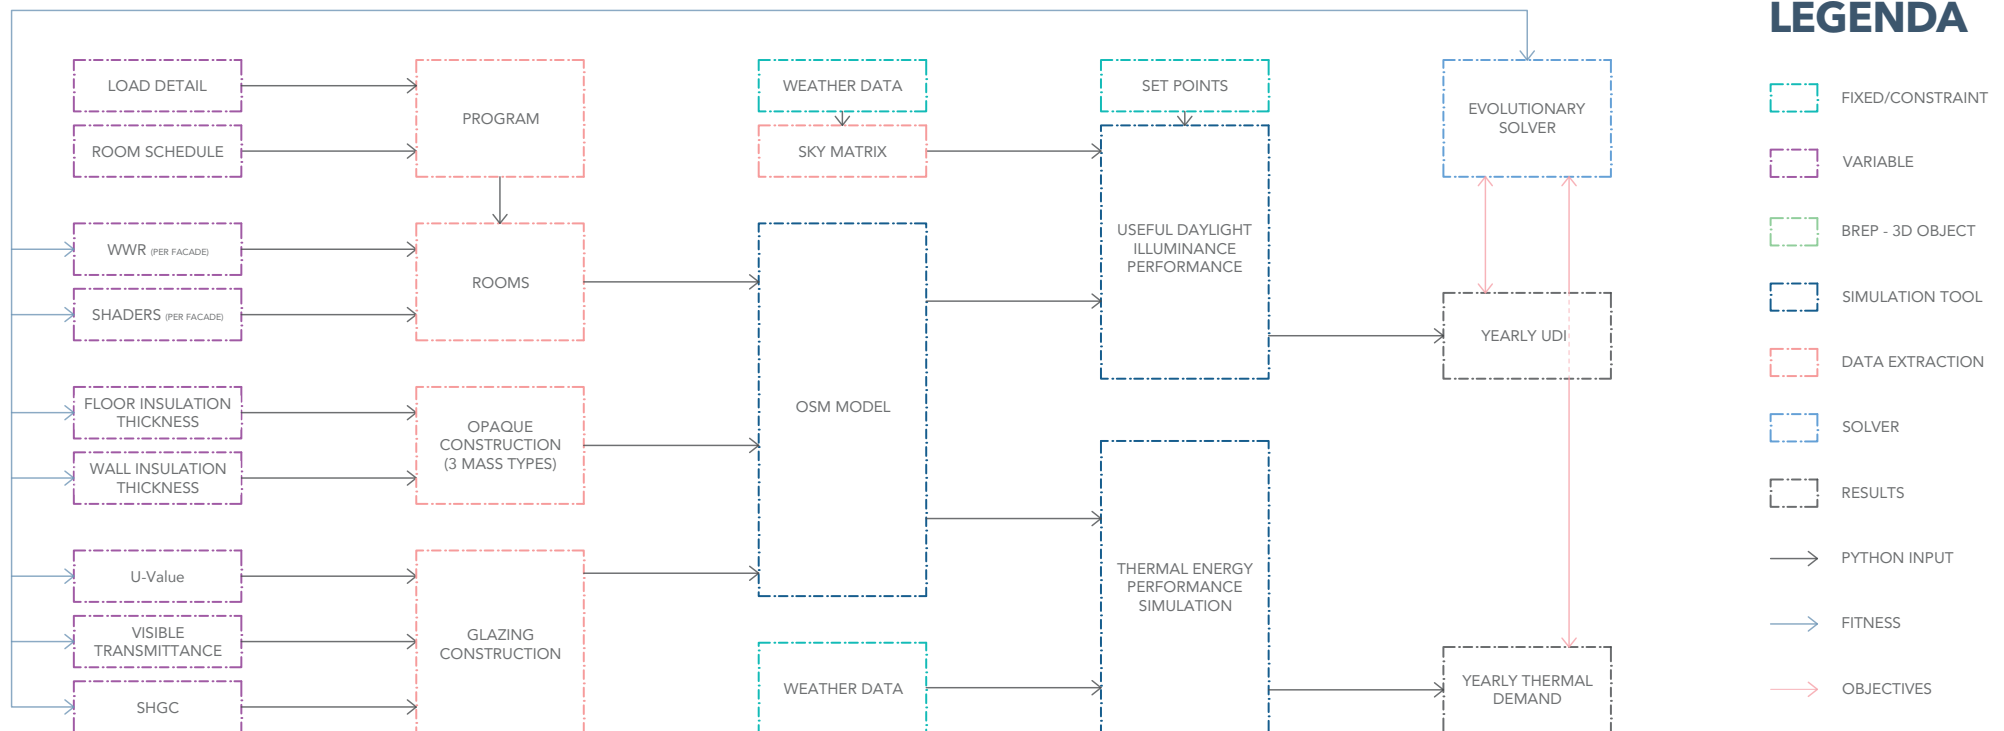 LEGENDA
LOAD DETAIL
ROOM SCHEDULE
PROGRAM
WEATHER DATA
SKY MATRIX
SET POINTS
EVOLUTIONARY
SOLVER
WWR (PER FACADE)
SHADERS (PER FACADE)
ROOMS
USEFUL DAYLIGHT
ILLUMINANCE
PERFORMANCE
YEARLY UDI
FLOOR INSULATION
THICKNESS
WALL INSULATION
THICKNESS
OPAQUE
CONSTRUCTION
(3 MASS TYPES)
OSM MODEL
U-Value
VISIBLE
TRANSMITTANCE
SHGC
GLAZING
CONSTRUCTION
WEATHER DATA
THERMAL ENERGY
PERFORMANCE
SIMULATION
YEARLY THERMAL
DEMAND
FIXED/CONSTRAINT
VARIABLE
BREP - 3D OBJECT
SIMULATION TOOL
DATA EXTRACTION
SOLVER
RESULTS
PYTHON INPUT
FITNESS
OBJECTIVES